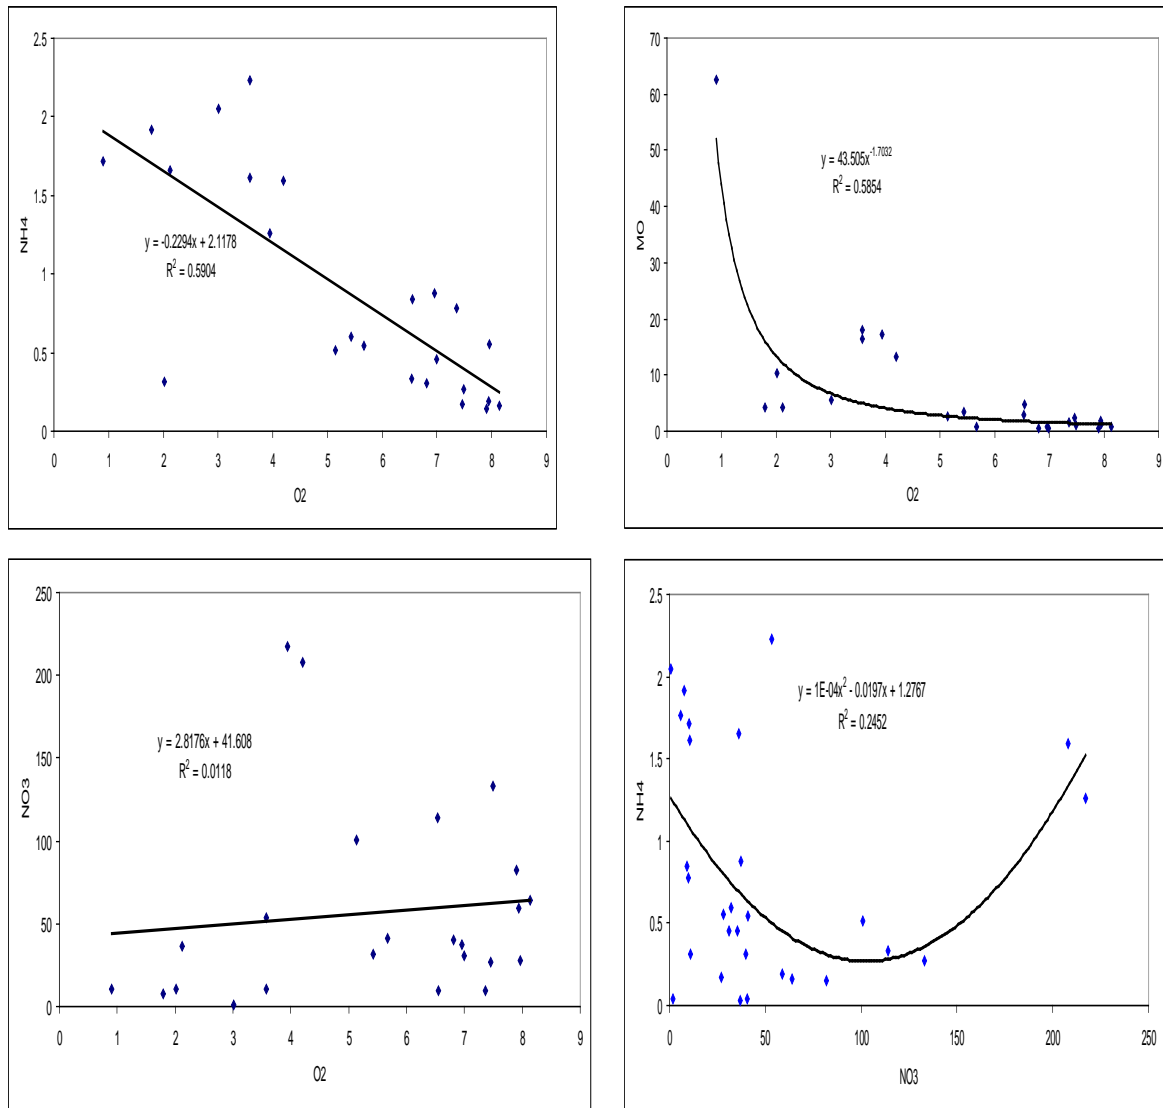 2.5
2
1.5
1
0.5
0
NH4
y = -0.2294x + 2.1178
R² = 0.5904
0 1 2 3 4 5 6 7 8 9
O2
70
60
50
40
30
20
10
0
MO
y = 43.505x^-1.7032
R² = 0.5854
0 1 2 3 4 5 6 7 8 9
O2
250
200
150
100
50
0
NO3
y = 2.8176x + 41.608
R² = 0.0118
0 1 2 3 4 5 6 7 8 9
O2
2.5
2
1.5
1
0.5
0
NH4
y = 1E-04x² - 0.0197x + 1.2767
R² = 0.2452
0 50 100 150 200 250
NO3